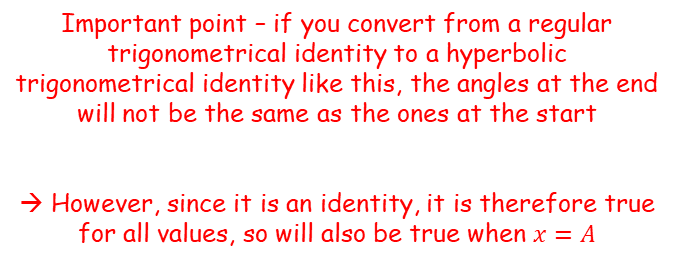 Important point – if you convert from a regular
trigonometrical identity to a hyperbolic
trigonometrical identity like this, the angles at the end
will not be the same as the ones at the start
→ However, since it is an identity, it is therefore true
for all values, so will also be true when x = A